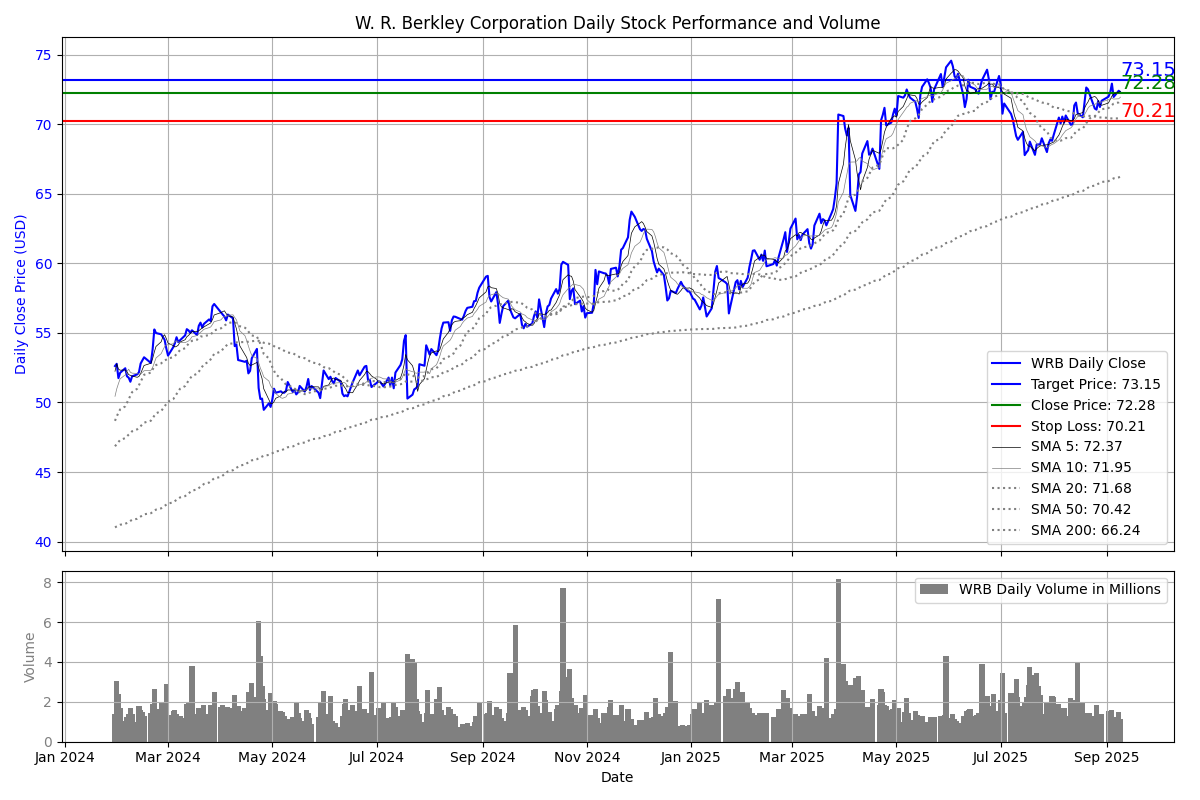 W. R. Berkley Corporation Daily Stock Performance and Volume
Daily Close Price (USD)
75
70
65
60
55
50
45
40
73.15
72.28
70.21
WRB Daily Close
Target Price: 73.15
Close Price: 72.28
Stop Loss: 70.21
SMA 5: 72.37
SMA 10: 71.95
SMA 20: 71.68
SMA 50: 70.42
SMA 200: 66.24
Volume
8
6
4
2
0
WRB Daily Volume in Millions
Jan 2024 Mar 2024 May 2024 Jul 2024 Sep 2024 Nov 2024 Jan 2025 Mar 2025 May 2025 Jul 2025 Sep 2025
Date